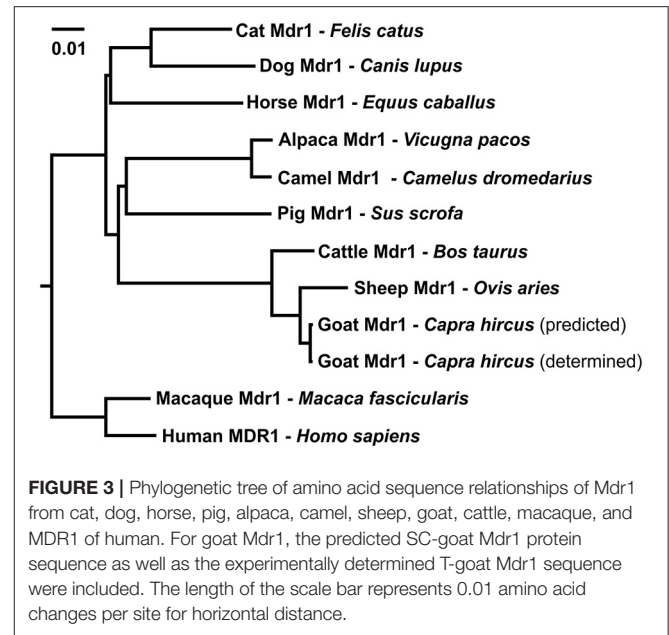 Cat Mdr1 - Felis catus
0.01
Dog Mdr1 - Canis lupus
Horse Mdr1 - Equus caballus
Alpaca Mdr1 - Vicugna pacos
Camel Mdr1 - Camelus dromedarius
Pig Mdr1 - Sus scrofa
Cattle Mdr1 - Bos taurus
Sheep Mdr1 - Ovis aries
Goat Mdr1 - Capra hircus (predicted)
Goat Mdr1 - Capra hircus (determined)
Macaque Mdr1 - Macaca fascicularis
Human MDR1 - Homo sapiens
FIGURE 3 | Phylogenetic tree of amino acid sequence relationships of Mdr1
from cat, dog, horse, pig, alpaca, camel, sheep, goat, cattle, macaque, and
MDR1 of human. For goat Mdr1, the predicted SC-goat Mdr1 protein
sequence as well as the experimentally determined T-goat Mdr1 sequence
were included. The length of the scale bar represents 0.01 amino acid
changes per site for horizontal distance.